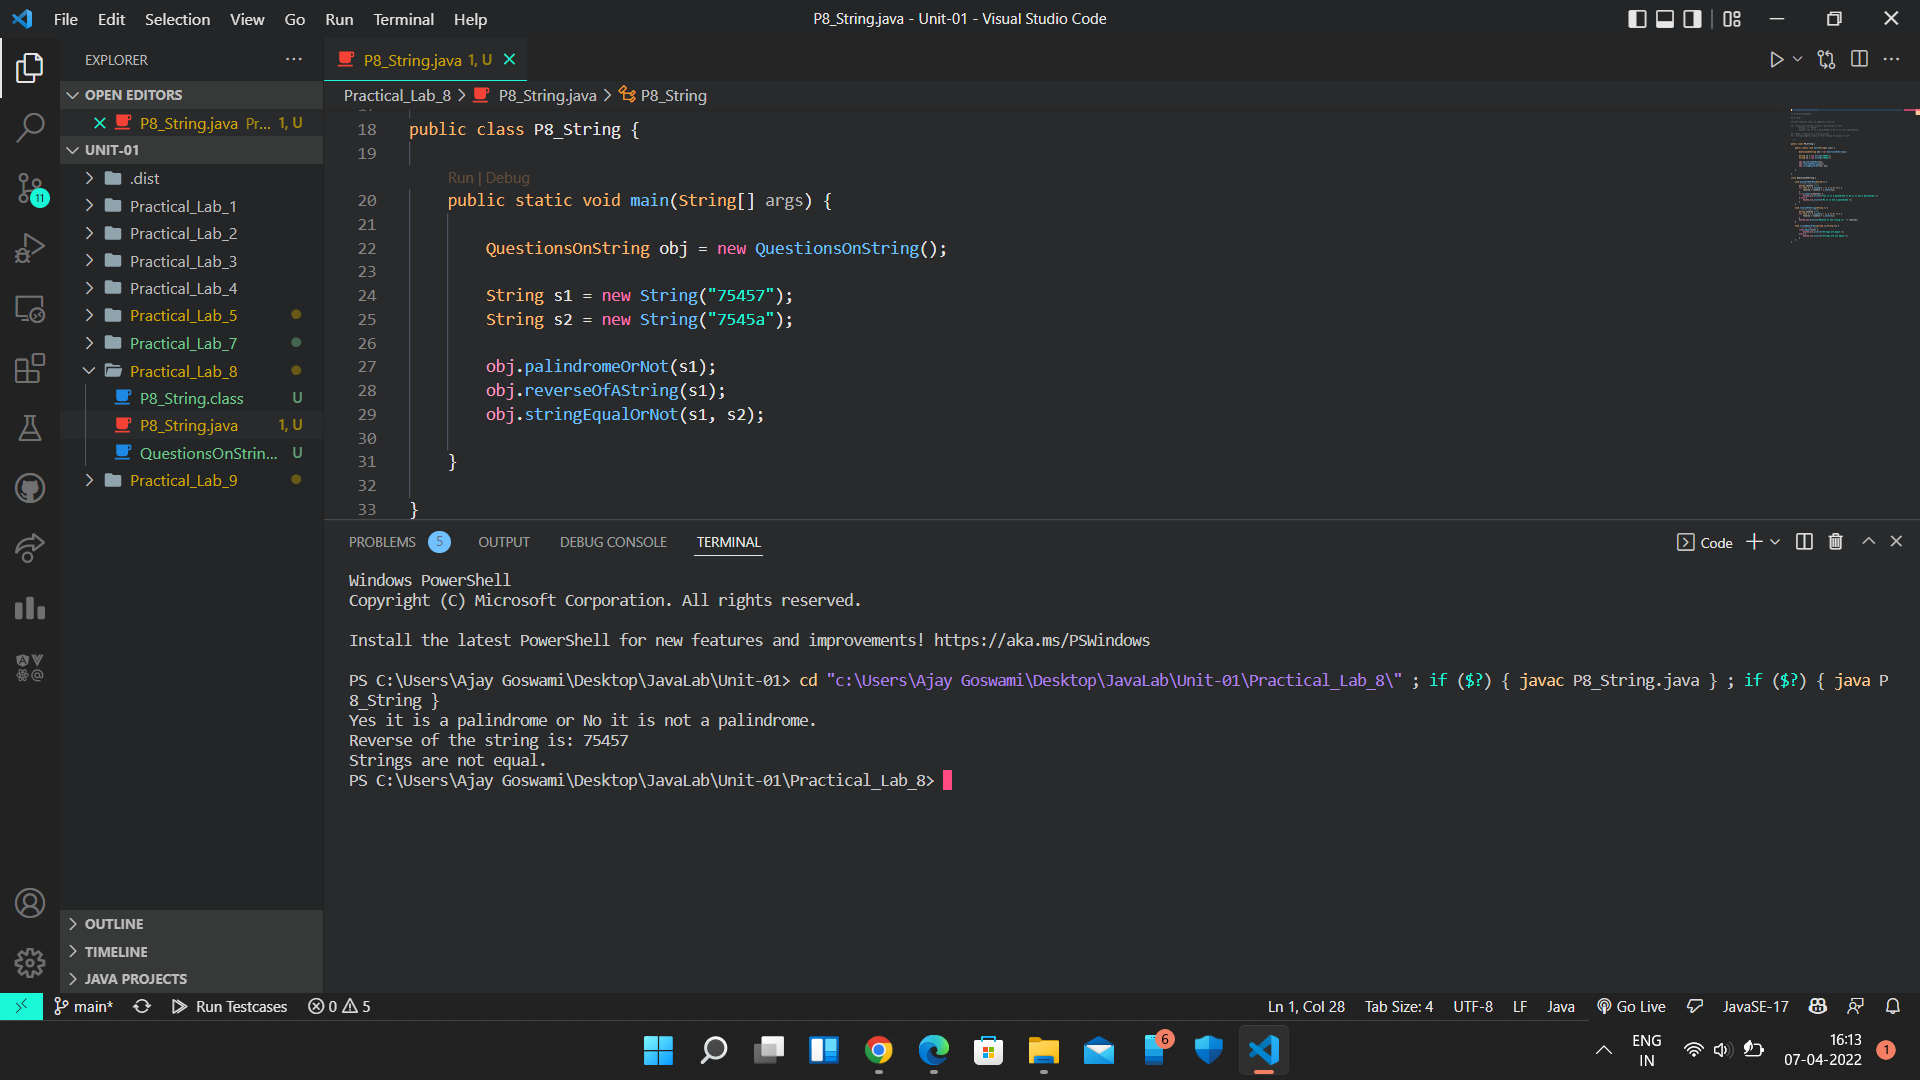 File Edit Selection View Go Run Terminal Help
P8_String.java - Unit-01 - Visual Studio Code
EXPLORER
OPEN EDITORS
P8_String.java Pr... 1, U
UNIT-01
.dist
Practical_Lab_1
Practical_Lab_2
Practical_Lab_3
Practical_Lab_4
Practical_Lab_5
Practical_Lab_7
Practical_Lab_8
P8_String.class U
P8_String.java 1, U
QuestionsOnStrin... U
Practical_Lab_9
OUTLINE
TIMELINE
JAVA PROJECTS
11
P8_String.java 1, U
Practical_Lab_8 > P8_String.java > P8_String
18 public class P8_String {
19
Run | Debug
20 public static void main(String[] args) {
21
22 QuestionsOnString obj = new QuestionsOnString();
23
24 String s1 = new String("75457");
25 String s2 = new String("7545a");
26
27 obj.palindromeOrNot(s1);
28 obj.reverseOfAString(s1);
29 obj.stringEqualOrNot(s1, s2);
30
31 }
32
33 }
PROBLEMS 5 OUTPUT DEBUG CONSOLE TERMINAL
Code
Windows PowerShell
Copyright (C) Microsoft Corporation. All rights reserved.
Install the latest PowerShell for new features and improvements! https://aka.ms/PSWindows
PS C:\Users\Ajay Goswami\Desktop\JavaLab\Unit-01> cd "c:\Users\Ajay Goswami\Desktop\JavaLab\Unit-01\Practical_Lab_8\" ; if ($?) { javac P8_String.java } ; if ($?) { java P
8_String }
Yes it is a palindrome or No it is not a palindrome.
Reverse of the string is: 75457
Strings are not equal.
PS C:\Users\Ajay Goswami\Desktop\JavaLab\Unit-01\Practical_Lab_8>
main* Run Testcases 0 5
Ln 1, Col 28 Tab Size: 4 UTF-8 LF Java Go Live JavaSE-17
6
ENG
IN
16:13
07-04-2022
1